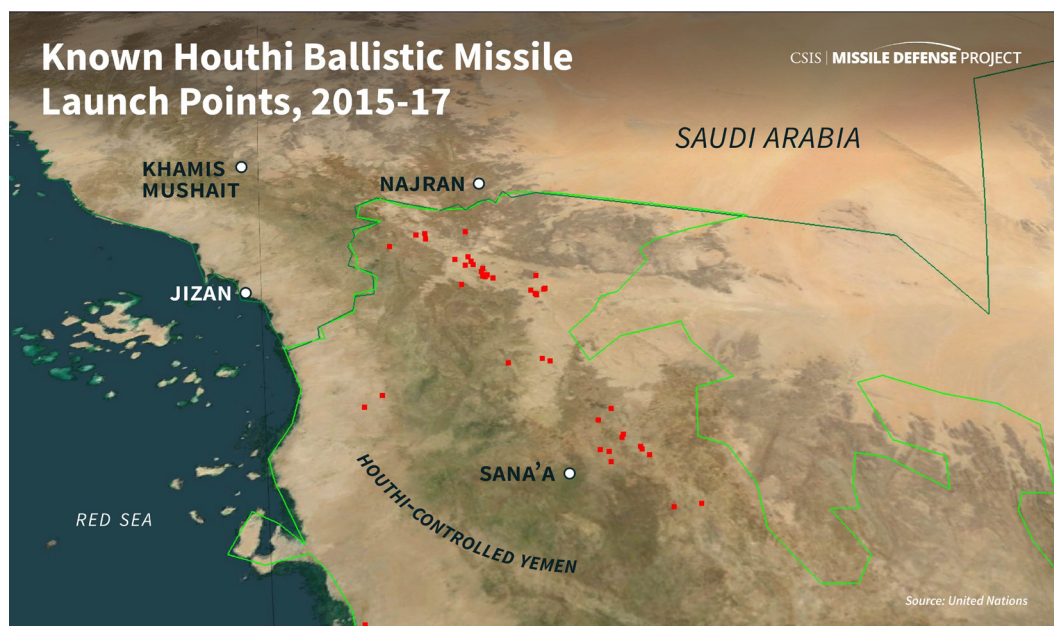 Known Houthi Ballistic Missile
Launch Points, 2015-17
CSIS | MISSILE DEFENSE PROJECT
SAUDI ARABIA
KHAMIS
MUSHAIT
NAJRAN
JIZAN
SANA’A
HOUTHI-CONTROLLED YEMEN
RED SEA
Source: United Nations